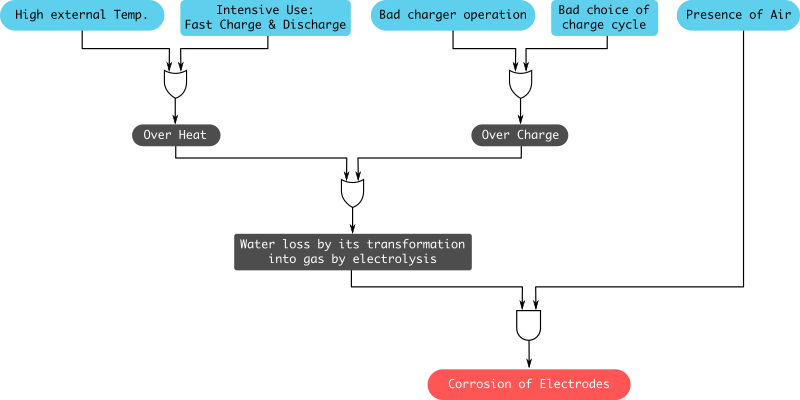 High external Temp.
Intensive Use:
Fast Charge & Discharge
Bad charger operation
Bad choice of
charge cycle
Presence of Air
Over Heat
Over Charge
Water loss by its transformation
into gas by electrolysis
Corrosion of Electrodes